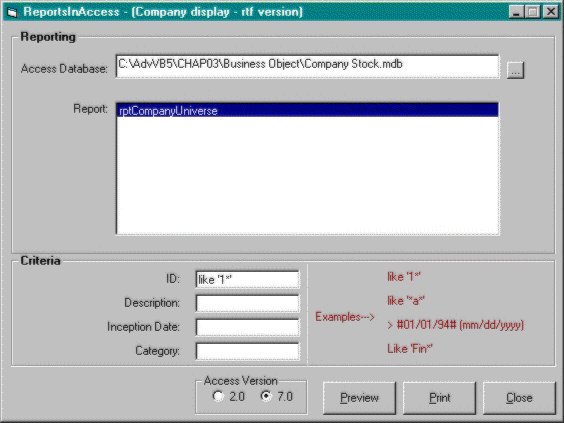 ReportsInAccess - (Company display - rtf version)
Reporting
Access Database: C:\AdvVB5\CHAP03\Business Object\Company Stock.mdb ...
Report: rptCompanyUniverse
Criteria
ID: like '1*' like '1*'
Description: like '*a*'
Examples--->
Inception Date: > #01/01/94# (mm/dd/yyyy)
Category: Like 'Fin*'
Access Version
2.0 7.0 Preview Print Close